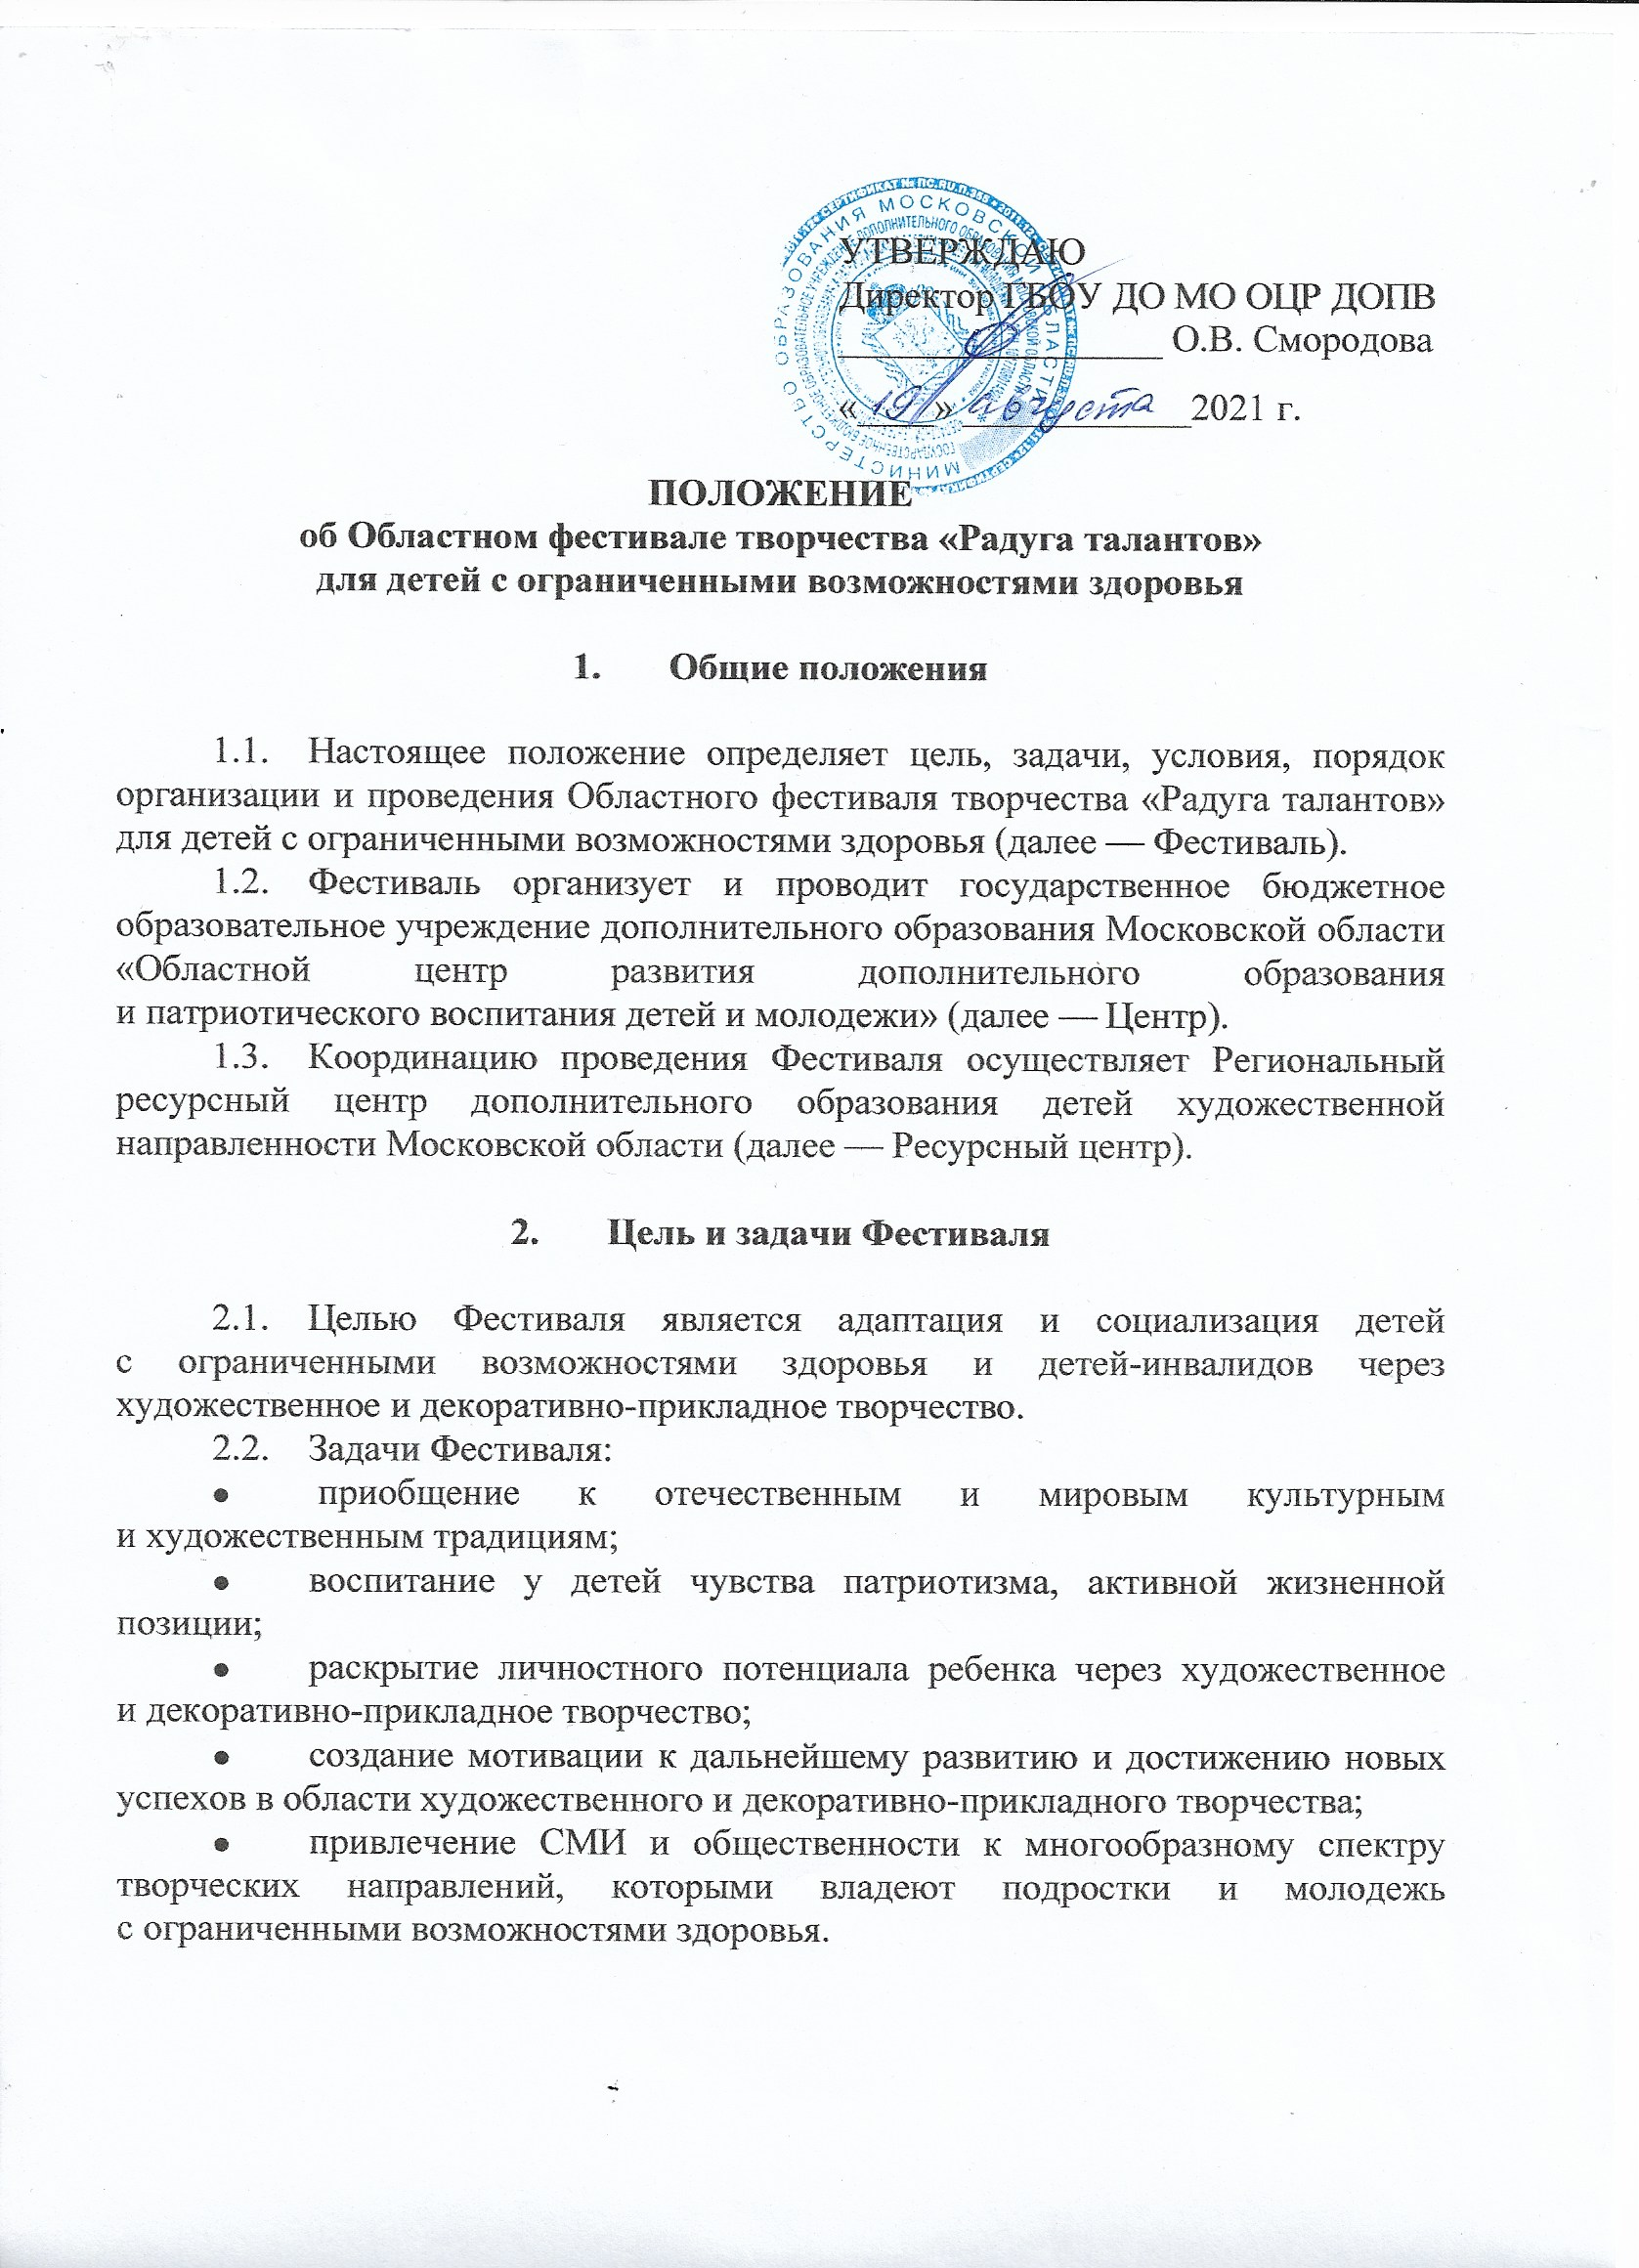 УТВЕРЖДАЮ
Директор ГБОУ ДО МО ОЦР ДОПВ
О.В. Смородова
« 19 » августа 2021 г.
МИНИСТЕРСТВО ОБРАЗОВАНИЯ МОСКОВСКОЙ ОБЛАСТИ
ПОЛОЖЕНИЕ
об Областном фестивале творчества «Радуга талантов»
для детей с ограниченными возможностями здоровья
1. Общие положения
1.1. Настоящее положение определяет цель, задачи, условия, порядок
организации и проведения Областного фестиваля творчества «Радуга талантов»
для детей с ограниченными возможностями здоровья (далее — Фестиваль).
1.2. Фестиваль организует и проводит государственное бюджетное
образовательное учреждение дополнительного образования Московской области
«Областной центр развития дополнительного образования
и патриотического воспитания детей и молодежи» (далее — Центр).
1.3. Координацию проведения Фестиваля осуществляет Региональный
ресурсный центр дополнительного образования детей художественной
направленности Московской области (далее — Ресурсный центр).
2. Цель и задачи Фестиваля
2.1. Целью Фестиваля является адаптация и социализация детей
с ограниченными возможностями здоровья и детей-инвалидов через
художественное и декоративно-прикладное творчество.
2.2. Задачи Фестиваля:
● приобщение к отечественным и мировым культурным
и художественным традициям;
● воспитание у детей чувства патриотизма, активной жизненной
позиции;
● раскрытие личностного потенциала ребенка через художественное
и декоративно-прикладное творчество;
● создание мотивации к дальнейшему развитию и достижению новых
успехов в области художественного и декоративно-прикладного творчества;
● привлечение СМИ и общественности к многообразному спектру
творческих направлений, которыми владеют подростки и молодежь
с ограниченными возможностями здоровья.